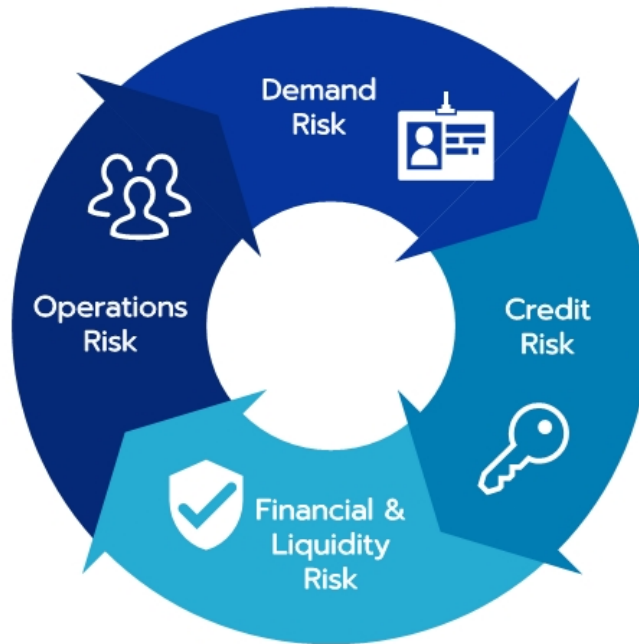 Demand
Risk
Credit
Risk
Financial &
Liquidity
Risk
Operations
Risk